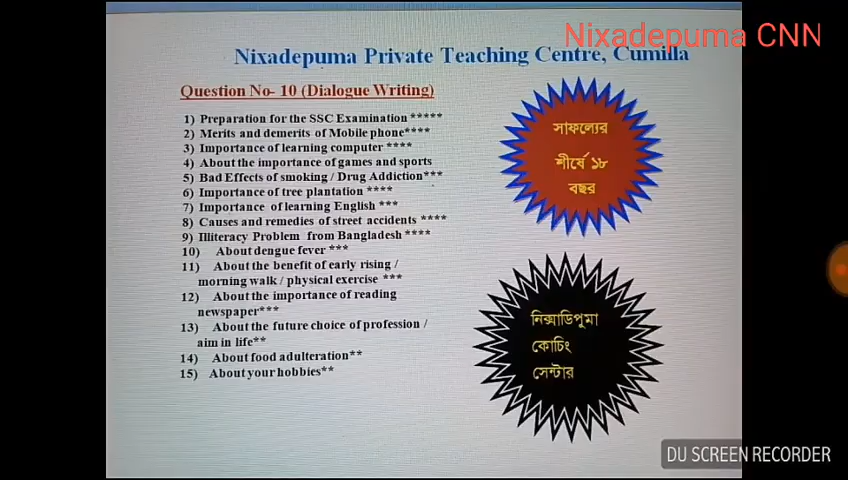 Nixadepuma CNN
Nixadepuma Private Teaching Centre, Cumilla
Question No- 10 (Dialogue Writing)
1) Preparation for the SSC Examination *****
2) Merits and demerits of Mobile phone****
3) Importance of learning computer ****
4) About the importance of games and sports
5) Bad Effects of smoking / Drug Addiction***
6) Importance of tree plantation ****
7) Importance of learning English ***
8) Causes and remedies of street accidents ****
9) Illiteracy Problem from Bangladesh ****
10) About dengue fever ***
11) About the benefit of early rising /
morning walk / physical exercise ***
12) About the importance of reading
newspaper***
13) About the future choice of profession /
aim in life**
14) About food adulteration**
15) About your hobbies**
সাফল্যের
শীর্ষে ১৮
বছর
নিক্সাডিপুমা
কোচিং
সেন্টার
DU SCREEN RECORDER